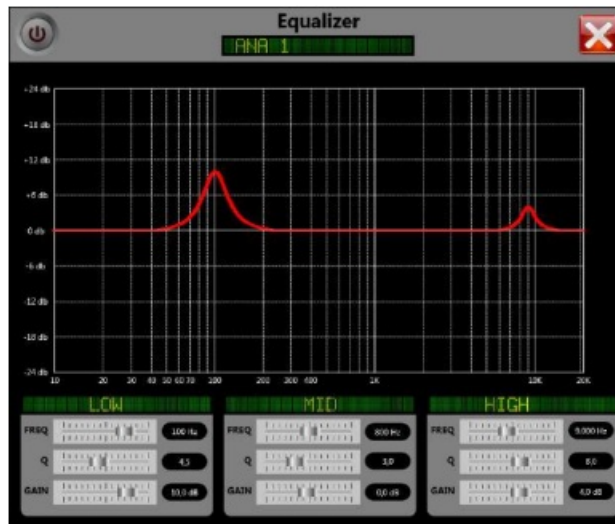 Equalizer
ANA 1
+24 db
+18 db
+12 db
+6 db
0 db
-6 db
-12 db
-18 db
-24 db
10 20 30 40 50 60 70 100 200 300 400 1K 10K 20K
LOW MID HIGH
FREQ 100 Hz FREQ 800 Hz FREQ 9.000 Hz
Q 4,5 Q 3,0 Q 8,0
GAIN 10,0 dB GAIN 0,0 dB GAIN 4,0 dB